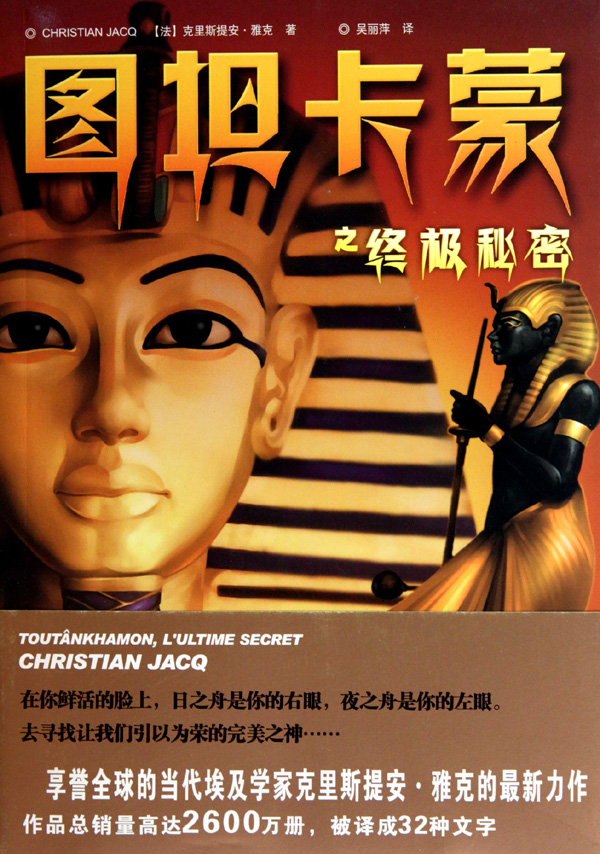 ◎ CHRISTIAN JACQ 【法】克里斯提安·雅克 著 ◎ 吴丽萍 译
图坦卡蒙
之终极秘密
TOUTÂNKHAMON, L'ULTIME SECRET
CHRISTIAN JACQ
在你鲜活的脸上，日之舟是你的右眼，夜之舟是你的左眼。
去寻找让我们引以为荣的完美之神……
享誉全球的当代埃及学家克里斯提安·雅克的最新力作
作品总销量高达2600万册，被译成32种文字